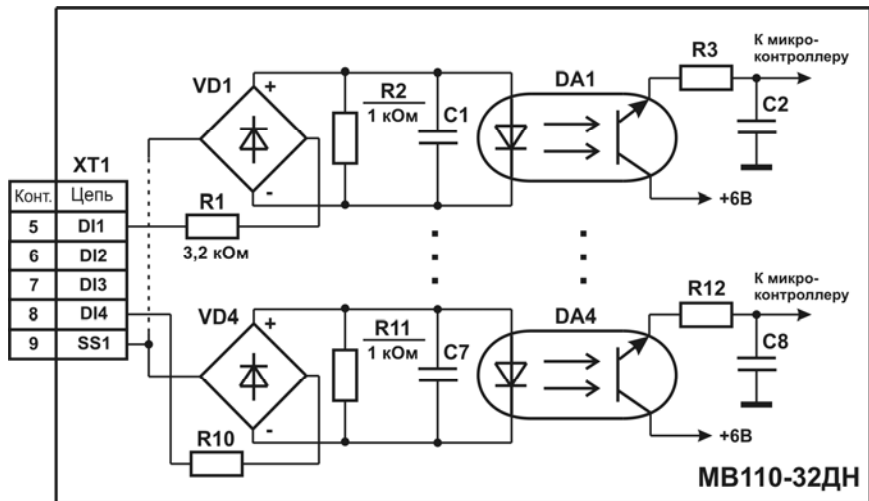 К микро-
контроллеру
R3
DA1
VD1
+
R2
1 кОм
C1
C2
-
+6В
XT1
Конт.
Цепь
R1
3,2 кОм
5
DI1
6
DI2
7
DI3
8
DI4
9
SS1
К микро-
контроллеру
R12
DA4
VD4
+
R11
1 кОм
C7
C8
-
+6В
R10
МВ110-32ДН